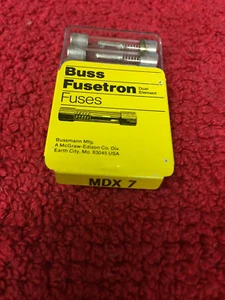 Buss
Fusetron Dual
Element
Fuses
Bussmann Mfg.
A McGraw-Edison Co. Div.
Earth City, Mo. 63045 USA
MDX 7